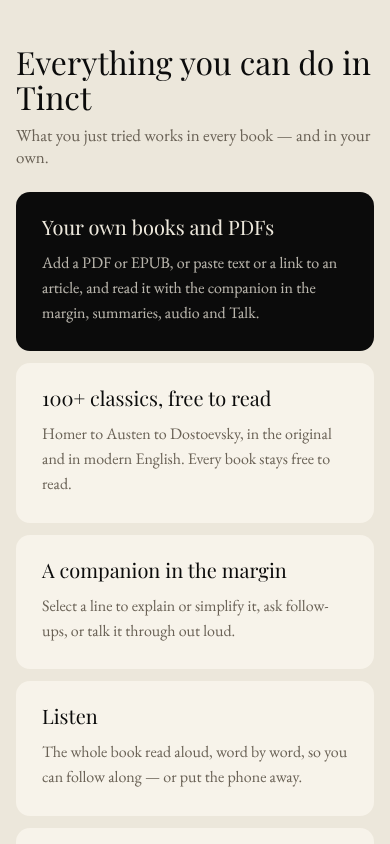 Everything you can do in
Tinct
What you just tried works in every book — and in your
own.
Your own books and PDFs
Add a PDF or EPUB, or paste text or a link to an
article, and read it with the companion in the
margin, summaries, audio and Talk.
100+ classics, free to read
Homer to Austen to Dostoevsky, in the original
and in modern English. Every book stays free to
read.
A companion in the margin
Select a line to explain or simplify it, ask follow-
ups, or talk it through out loud.
Listen
The whole book read aloud, word by word, so you
can follow along — or put the phone away.